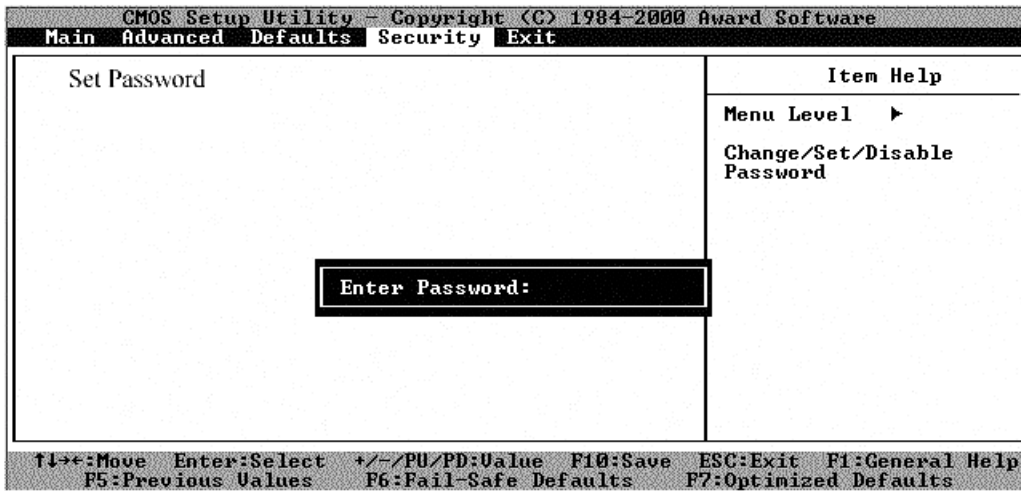 CMOS Setup Utility - Copyright (C) 1984-2000 Award Software
Main Advanced Defaults Security Exit
Set Password
Item Help
Menu Level ▶
Change/Set/Disable
Password
Enter Password:
↑↓→←:Move Enter:Select +/-/PU/PD:Value F10:Save ESC:Exit F1:General Help
F5:Previous Values F6:Fail-Safe Defaults F7:Optimized Defaults